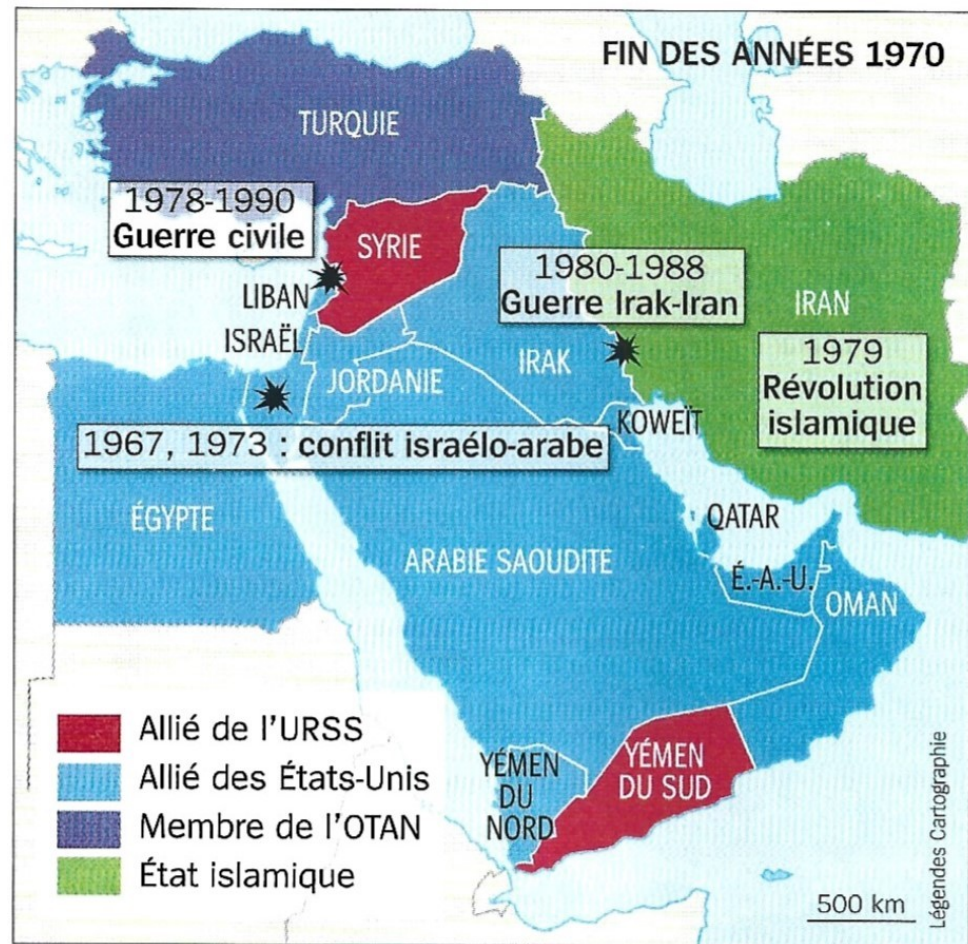 FIN DES ANNÉES 1970
TURQUIE
1978-1990
Guerre civile
SYRIE
LIBAN
ISRAËL
1980-1988
Guerre Irak-Iran
IRAN
1979
Révolution
islamique
JORDANIE
IRAK
KOWEÏT
1967, 1973 : conflit israélo-arabe
ÉGYPTE
ARABIE SAOUDITE
QATAR
É.-A.-U.
OMAN
YÉMEN
DU
NORD
YÉMEN
DU SUD
Allié de l'URSS
Allié des États-Unis
Membre de l'OTAN
État islamique
500 km
Légendes Cartographie